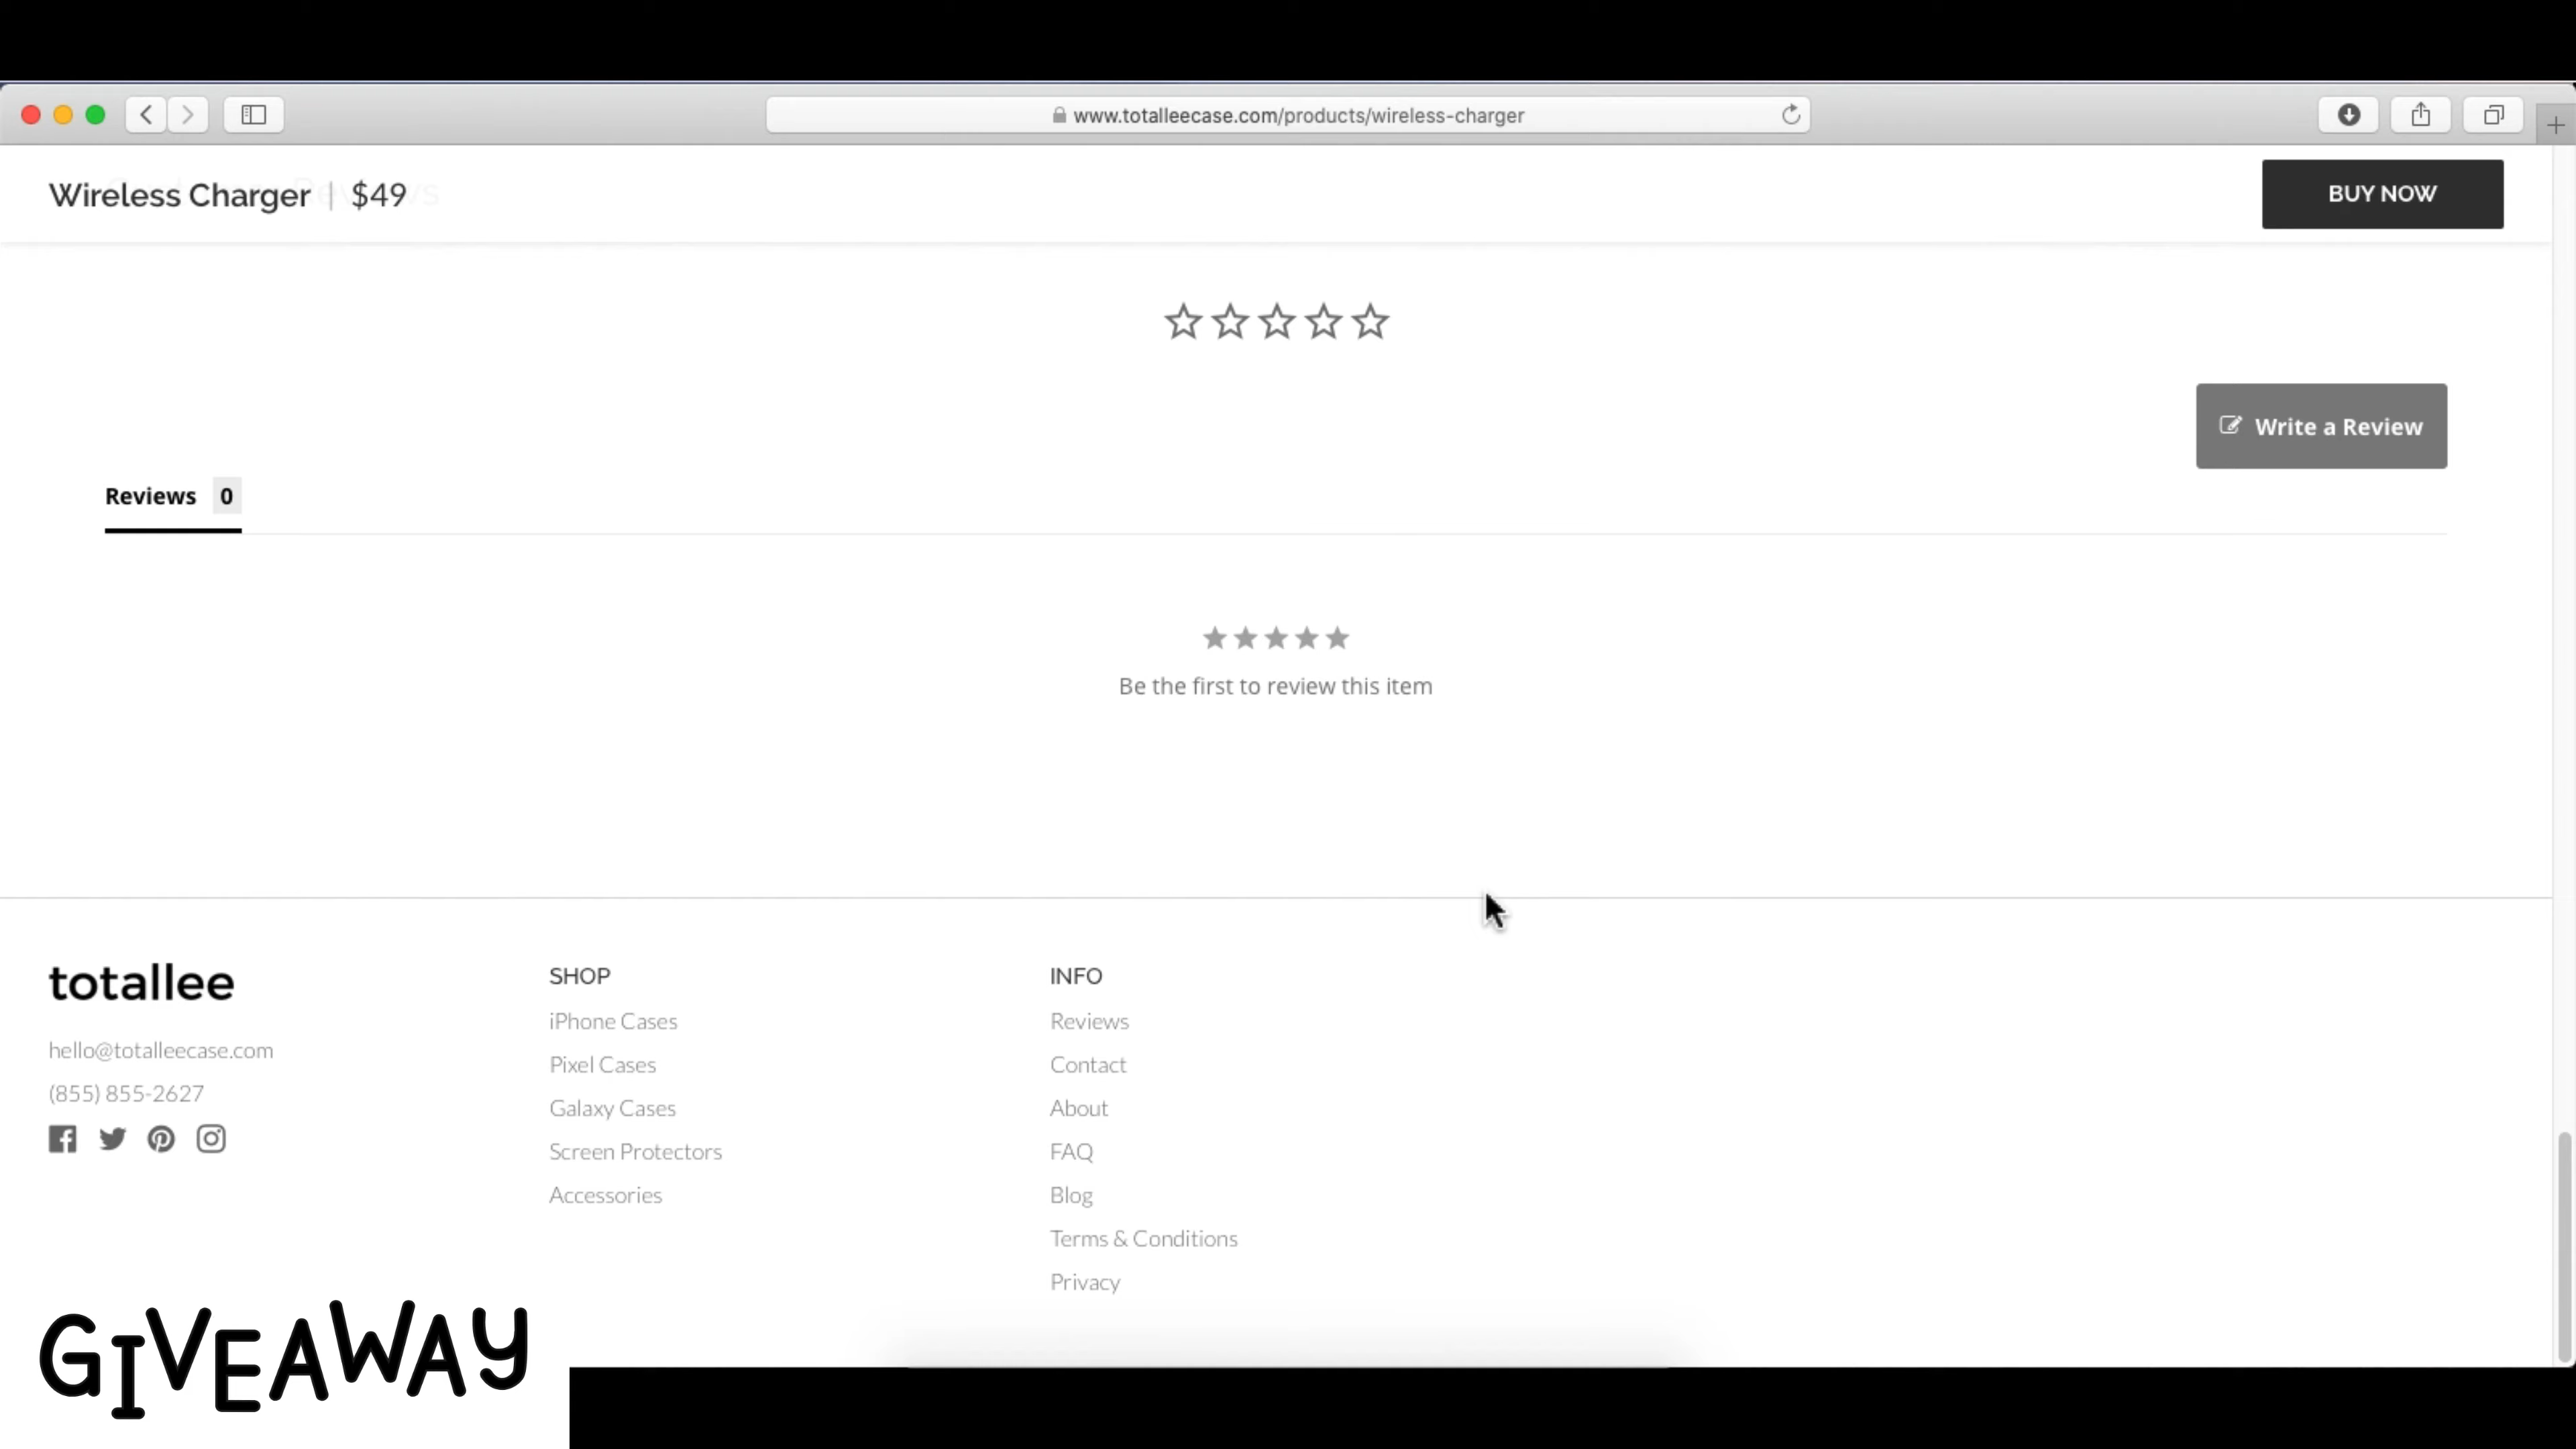 www.totalleecase.com/products/wireless-charger
Wireless Charger | $49
BUY NOW
Write a Review
Reviews 0
Be the first to review this item
totallee
hello@totalleecase.com
(855) 855-2627
SHOP
iPhone Cases
Pixel Cases
Galaxy Cases
Screen Protectors
Accessories
INFO
Reviews
Contact
About
FAQ
Blog
Terms & Conditions
Privacy
GIVEAWAY